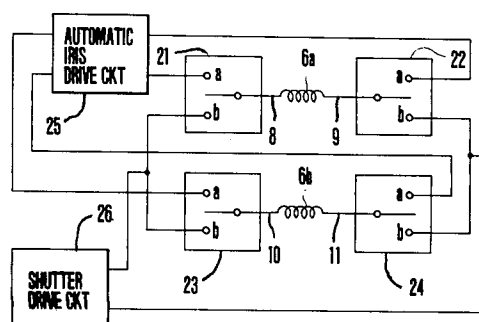 AUTOMATIC
IRIS
DRIVE CKT
25
21
a
b
6a
8
9
22
a
b
26
SHUTTER
DRIVE CKT
a
b
23
6b
10
11
a
b
24